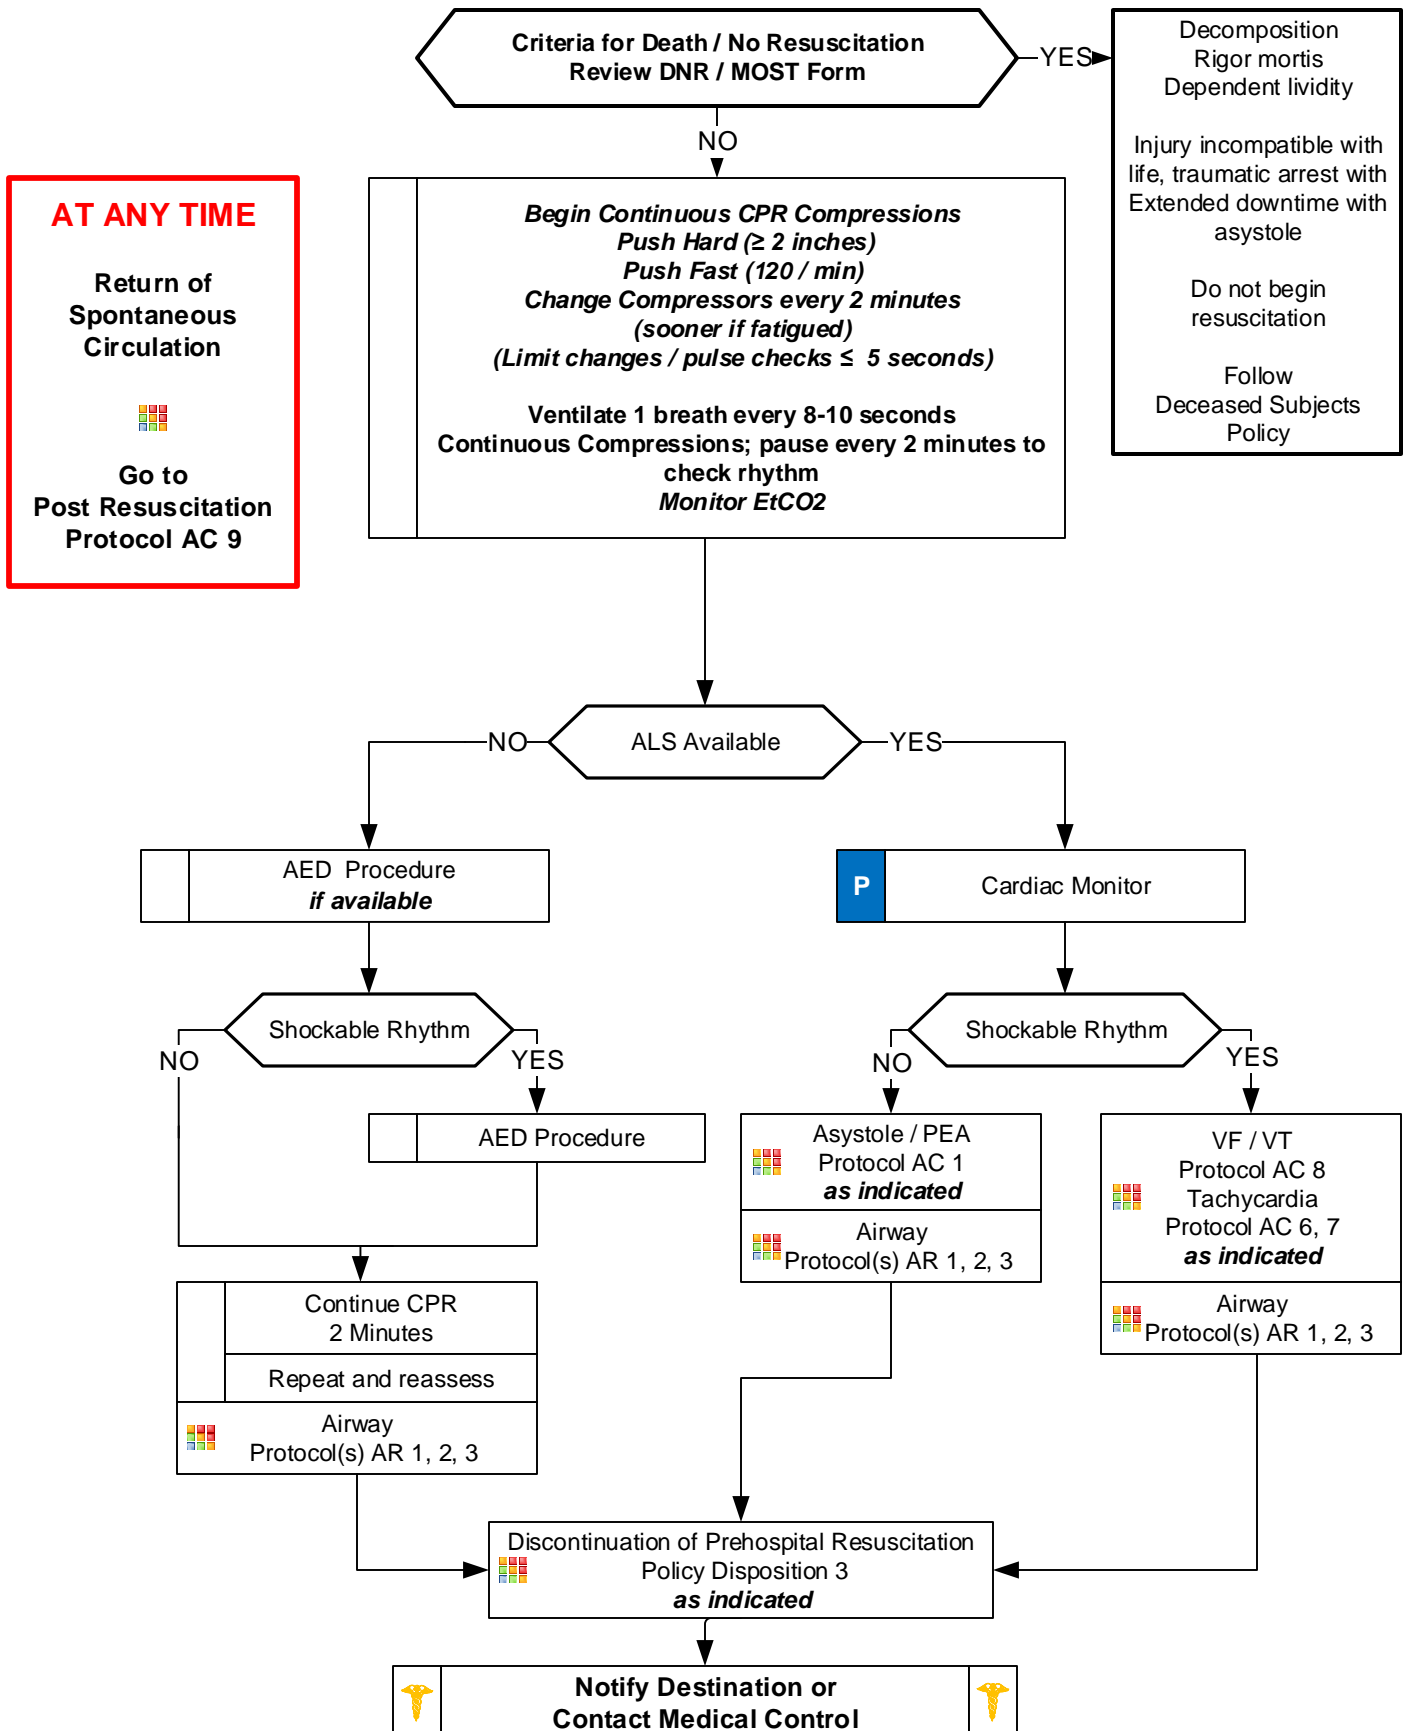 Criteria for Death / No Resuscitation
Review DNR / MOST Form
YES
Decomposition
Rigor mortis
Dependent lividity
Injury incompatible with
life, traumatic arrest with
Extended downtime with
asystole
Do not begin
resuscitation
Follow
Deceased Subjects
Policy
NO
AT ANY TIME
Return of
Spontaneous
Circulation
Go to
Post Resuscitation
Protocol AC 9
Begin Continuous CPR Compressions
Push Hard (≥ 2 inches)
Push Fast (120 / min)
Change Compressors every 2 minutes
(sooner if fatigued)
(Limit changes / pulse checks ≤ 5 seconds)
Ventilate 1 breath every 8-10 seconds
Continuous Compressions; pause every 2 minutes to
check rhythm
Monitor EtCO2
NO
ALS Available
YES
AED Procedure
if available
P
Cardiac Monitor
Shockable Rhythm
NO
YES
AED Procedure
Shockable Rhythm
NO
YES
Asystole / PEA
Protocol AC 1
as indicated
Airway
Protocol(s) AR 1, 2, 3
VF / VT
Protocol AC 8
Tachycardia
Protocol AC 6, 7
as indicated
Airway
Protocol(s) AR 1, 2, 3
Continue CPR
2 Minutes
Repeat and reassess
Airway
Protocol(s) AR 1, 2, 3
Discontinuation of Prehospital Resuscitation
Policy Disposition 3
as indicated
Notify Destination or
Contact Medical Control